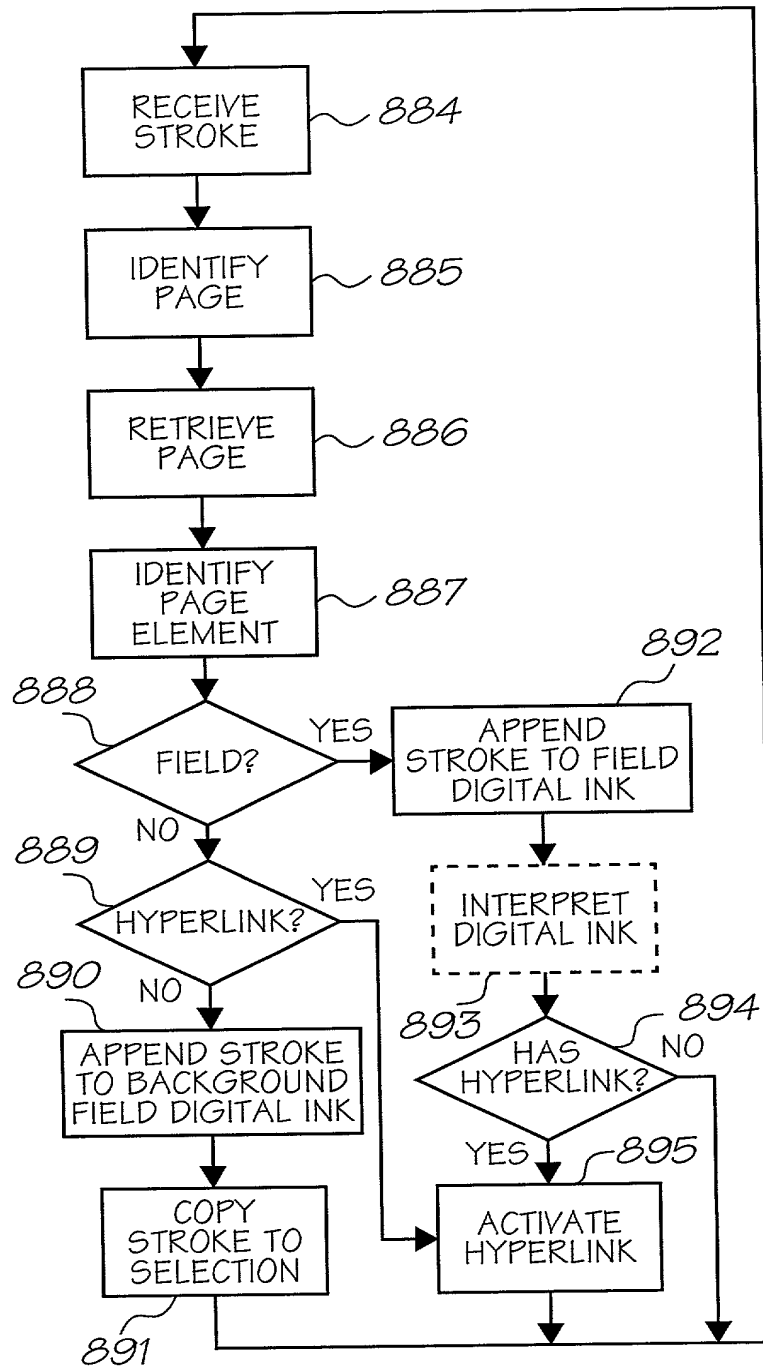 RECEIVE
STROKE
884
IDENTIFY
PAGE
885
RETRIEVE
PAGE
886
IDENTIFY
PAGE
ELEMENT
887
888
FIELD?
YES
NO
892
APPEND
STROKE TO FIELD
DIGITAL INK
889
HYPERLINK?
YES
NO
INTERPRET
DIGITAL INK
893
890
APPEND STROKE
TO BACKGROUND
FIELD DIGITAL INK
894
HAS
HYPERLINK?
NO
YES
895
ACTIVATE
HYPERLINK
COPY
STROKE TO
SELECTION
891